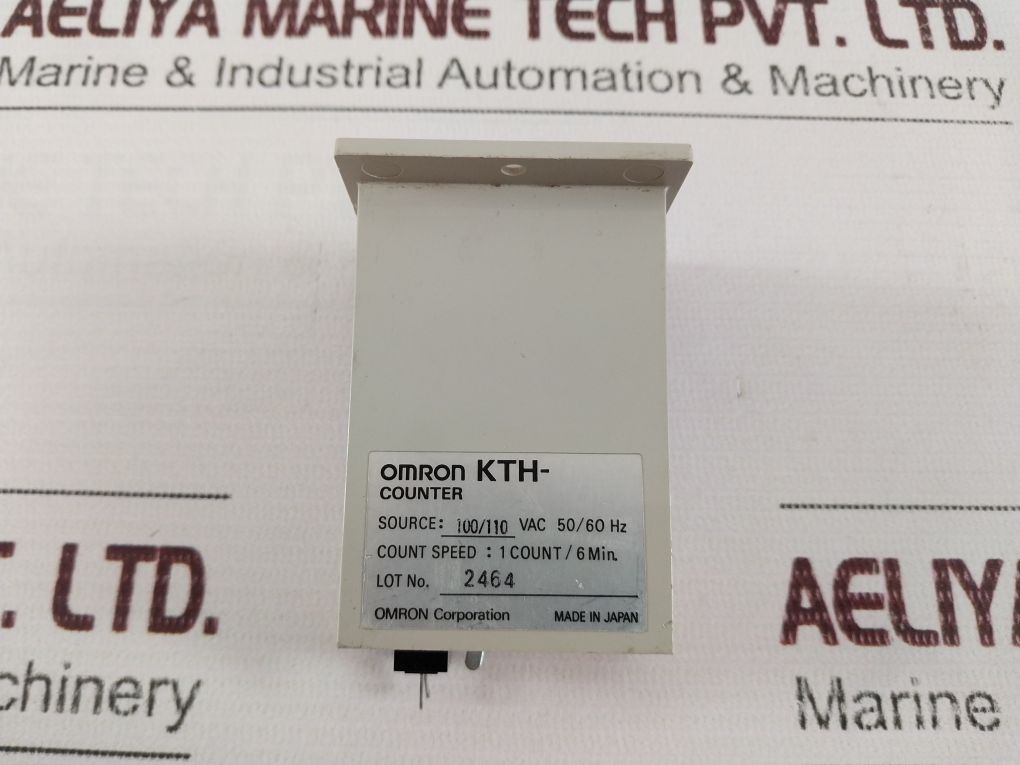 AELIYA MARINE TECH PVT. LTD.
Marine & Industrial Automation & Machinery
OMRON KTH-
COUNTER
SOURCE: 100/110 VAC 50/60 Hz
COUNT SPEED : 1 COUNT / 6 Min.
LOT No. 2464
OMRON Corporation MADE IN JAPAN
T. LTD.
chinery
AELIYA
Marine